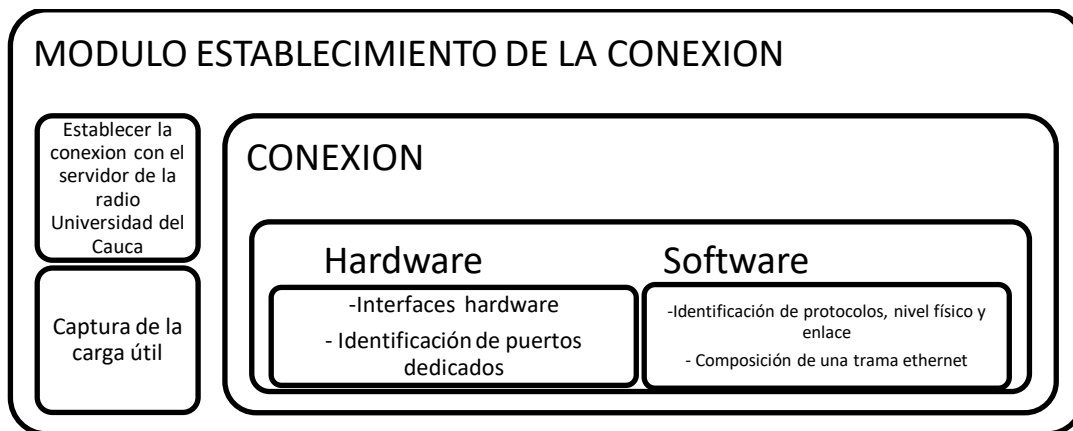 MODULO ESTABLECIMIENTO DE LA CONEXION
Establecer la
conexion con el
servidor de la
radio
Universidad del
Cauca
Captura de la
carga útil
CONEXION
Hardware
-Interfaces hardware
- Identificación de puertos
dedicados
Software
-Identificación de protocolos, nivel físico y
enlace
- Composición de una trama ethernet